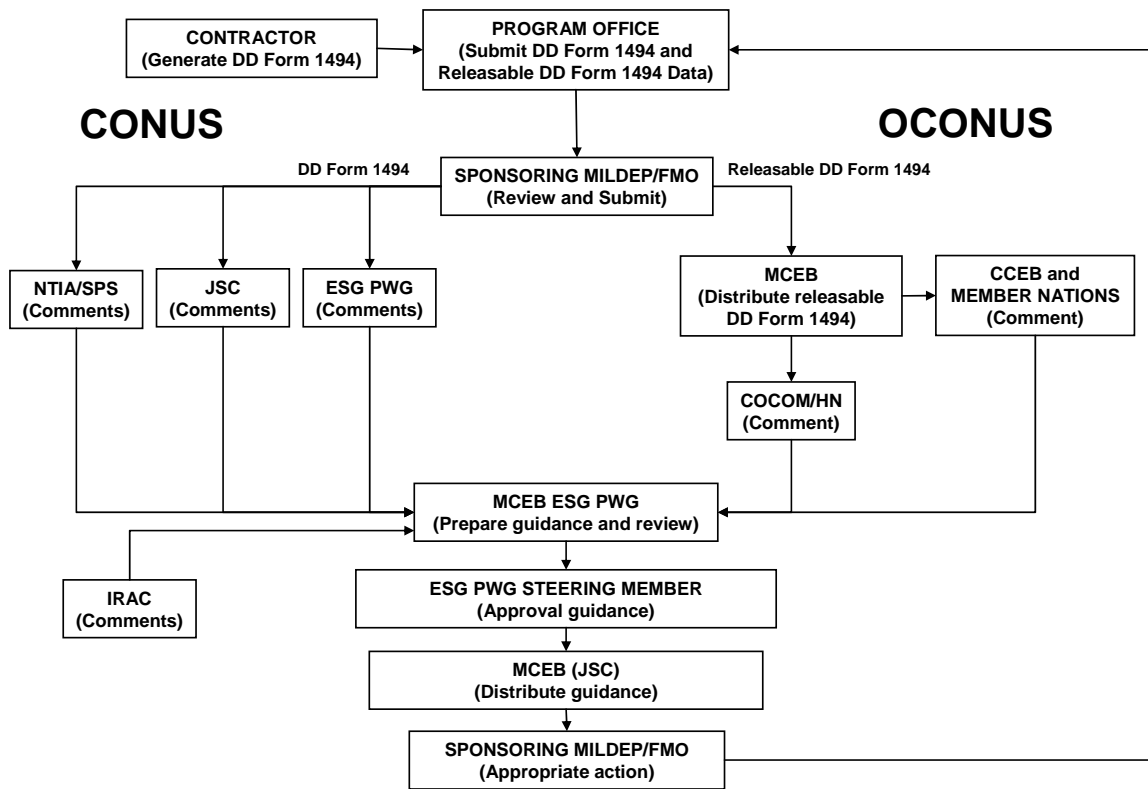 CONTRACTOR
(Generate DD Form 1494)
PROGRAM OFFICE
(Submit DD Form 1494 and
Releasable DD Form 1494 Data)
CONUS
OCONUS
DD Form 1494
SPONSORING MILDEP/FMO
(Review and Submit)
Releasable DD Form 1494
NTIA/SPS
(Comments)
JSC
(Comments)
ESG PWG
(Comments)
MCEB
(Distribute releasable
DD Form 1494)
CCEB and
MEMBER NATIONS
(Comment)
COCOM/HN
(Comment)
MCEB ESG PWG
(Prepare guidance and review)
IRAC
(Comments)
ESG PWG STEERING MEMBER
(Approval guidance)
MCEB (JSC)
(Distribute guidance)
SPONSORING MILDEP/FMO
(Appropriate action)